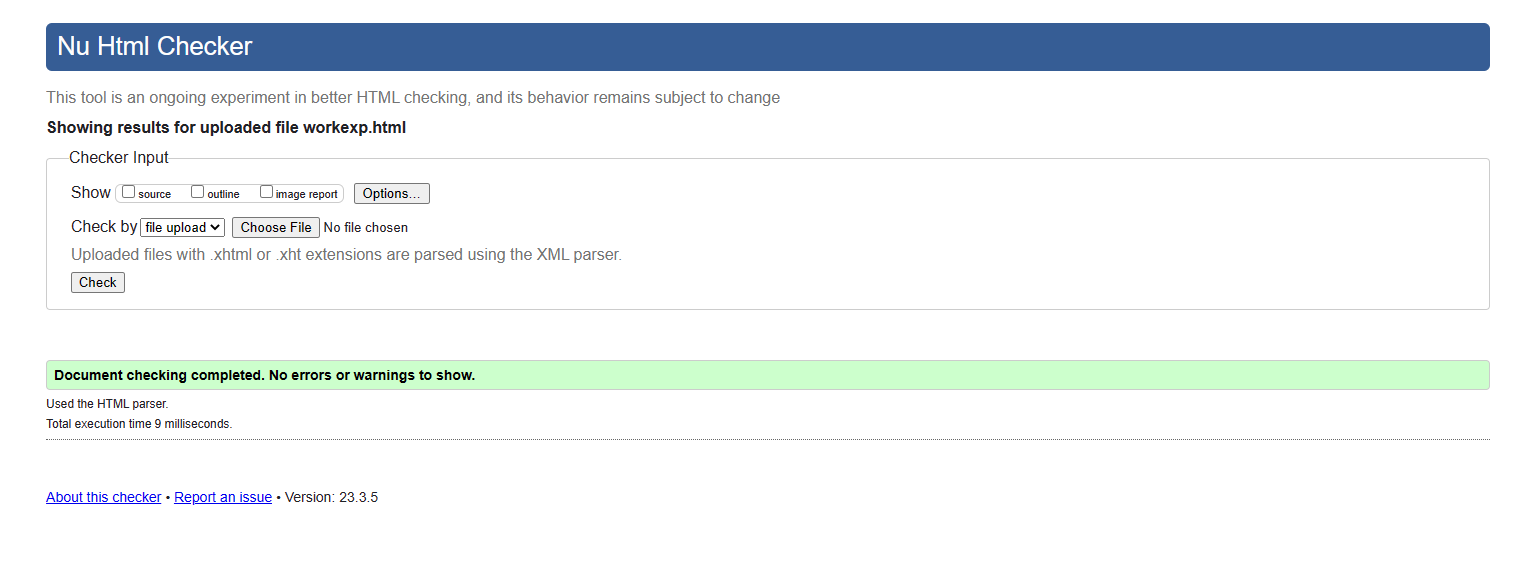 Nu Html Checker
This tool is an ongoing experiment in better HTML checking, and its behavior remains subject to change
Showing results for uploaded file workexp.html
Checker Input
Show source outline image report Options...
Check by file upload Choose File No file chosen
Uploaded files with .xhtml or .xht extensions are parsed using the XML parser.
Check
Document checking completed. No errors or warnings to show.
Used the HTML parser.
Total execution time 9 milliseconds.
About this checker • Report an issue • Version: 23.3.5